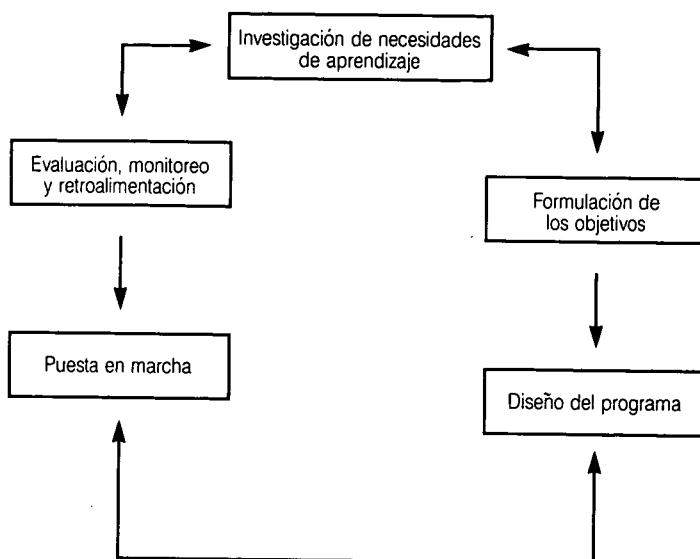 Investigación de necesidades
de aprendizaje
Evaluación, monitoreo
y retroalimentación
Formulación de
los objetivos
Puesta en marcha
Diseño del programa